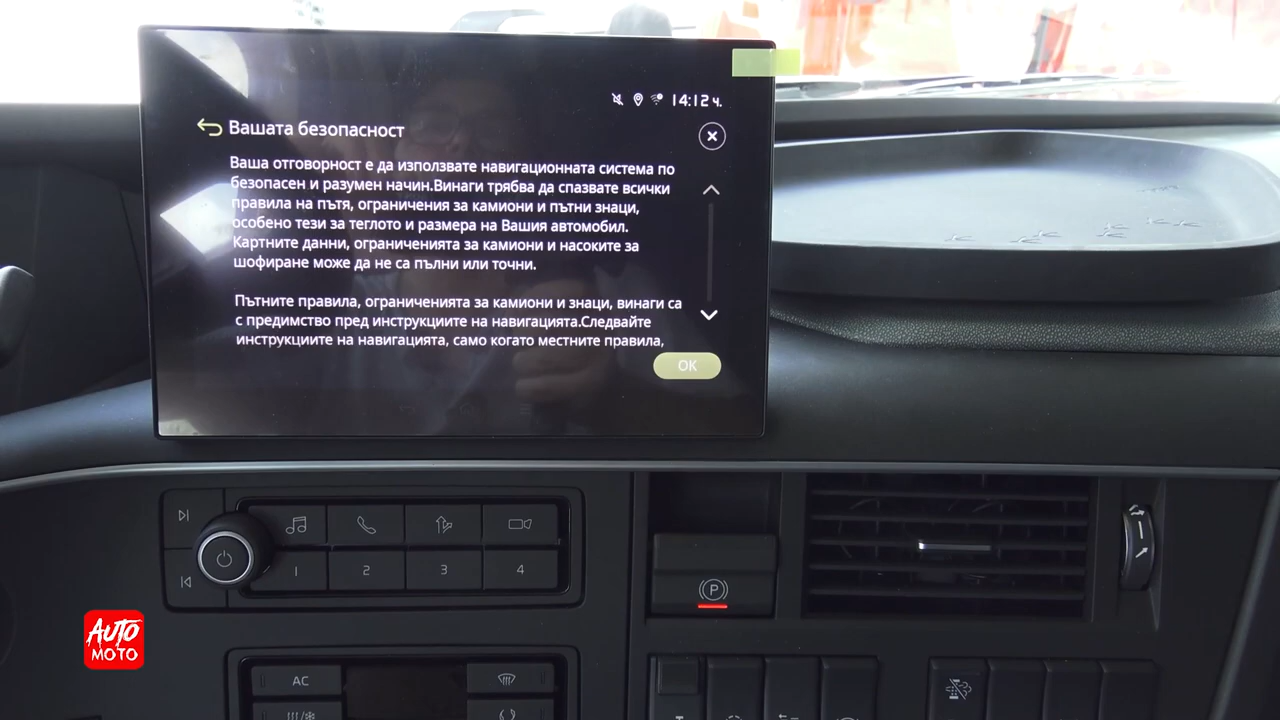 14:12 ч.
Вашата безопасност
Ваша отговорност е да използвате навигационната система по
безопасен и разумен начин.Винаги трябва да спазвате всички
правила на пътя, ограничения за камиони и пътни знаци,
особено тези за теглото и размера на Вашия автомобил.
Картните данни, ограниченията за камиони и насоките за
шофиране може да не са пълни или точни.
Пътните правила, ограниченията за камиони и знаци, винаги са
с предимство пред инструкциите на навигацията.Следвайте
инструкциите на навигацията, само когато местните правила,
OK
1 2 3 4
P
AUTO
MOTO
AC